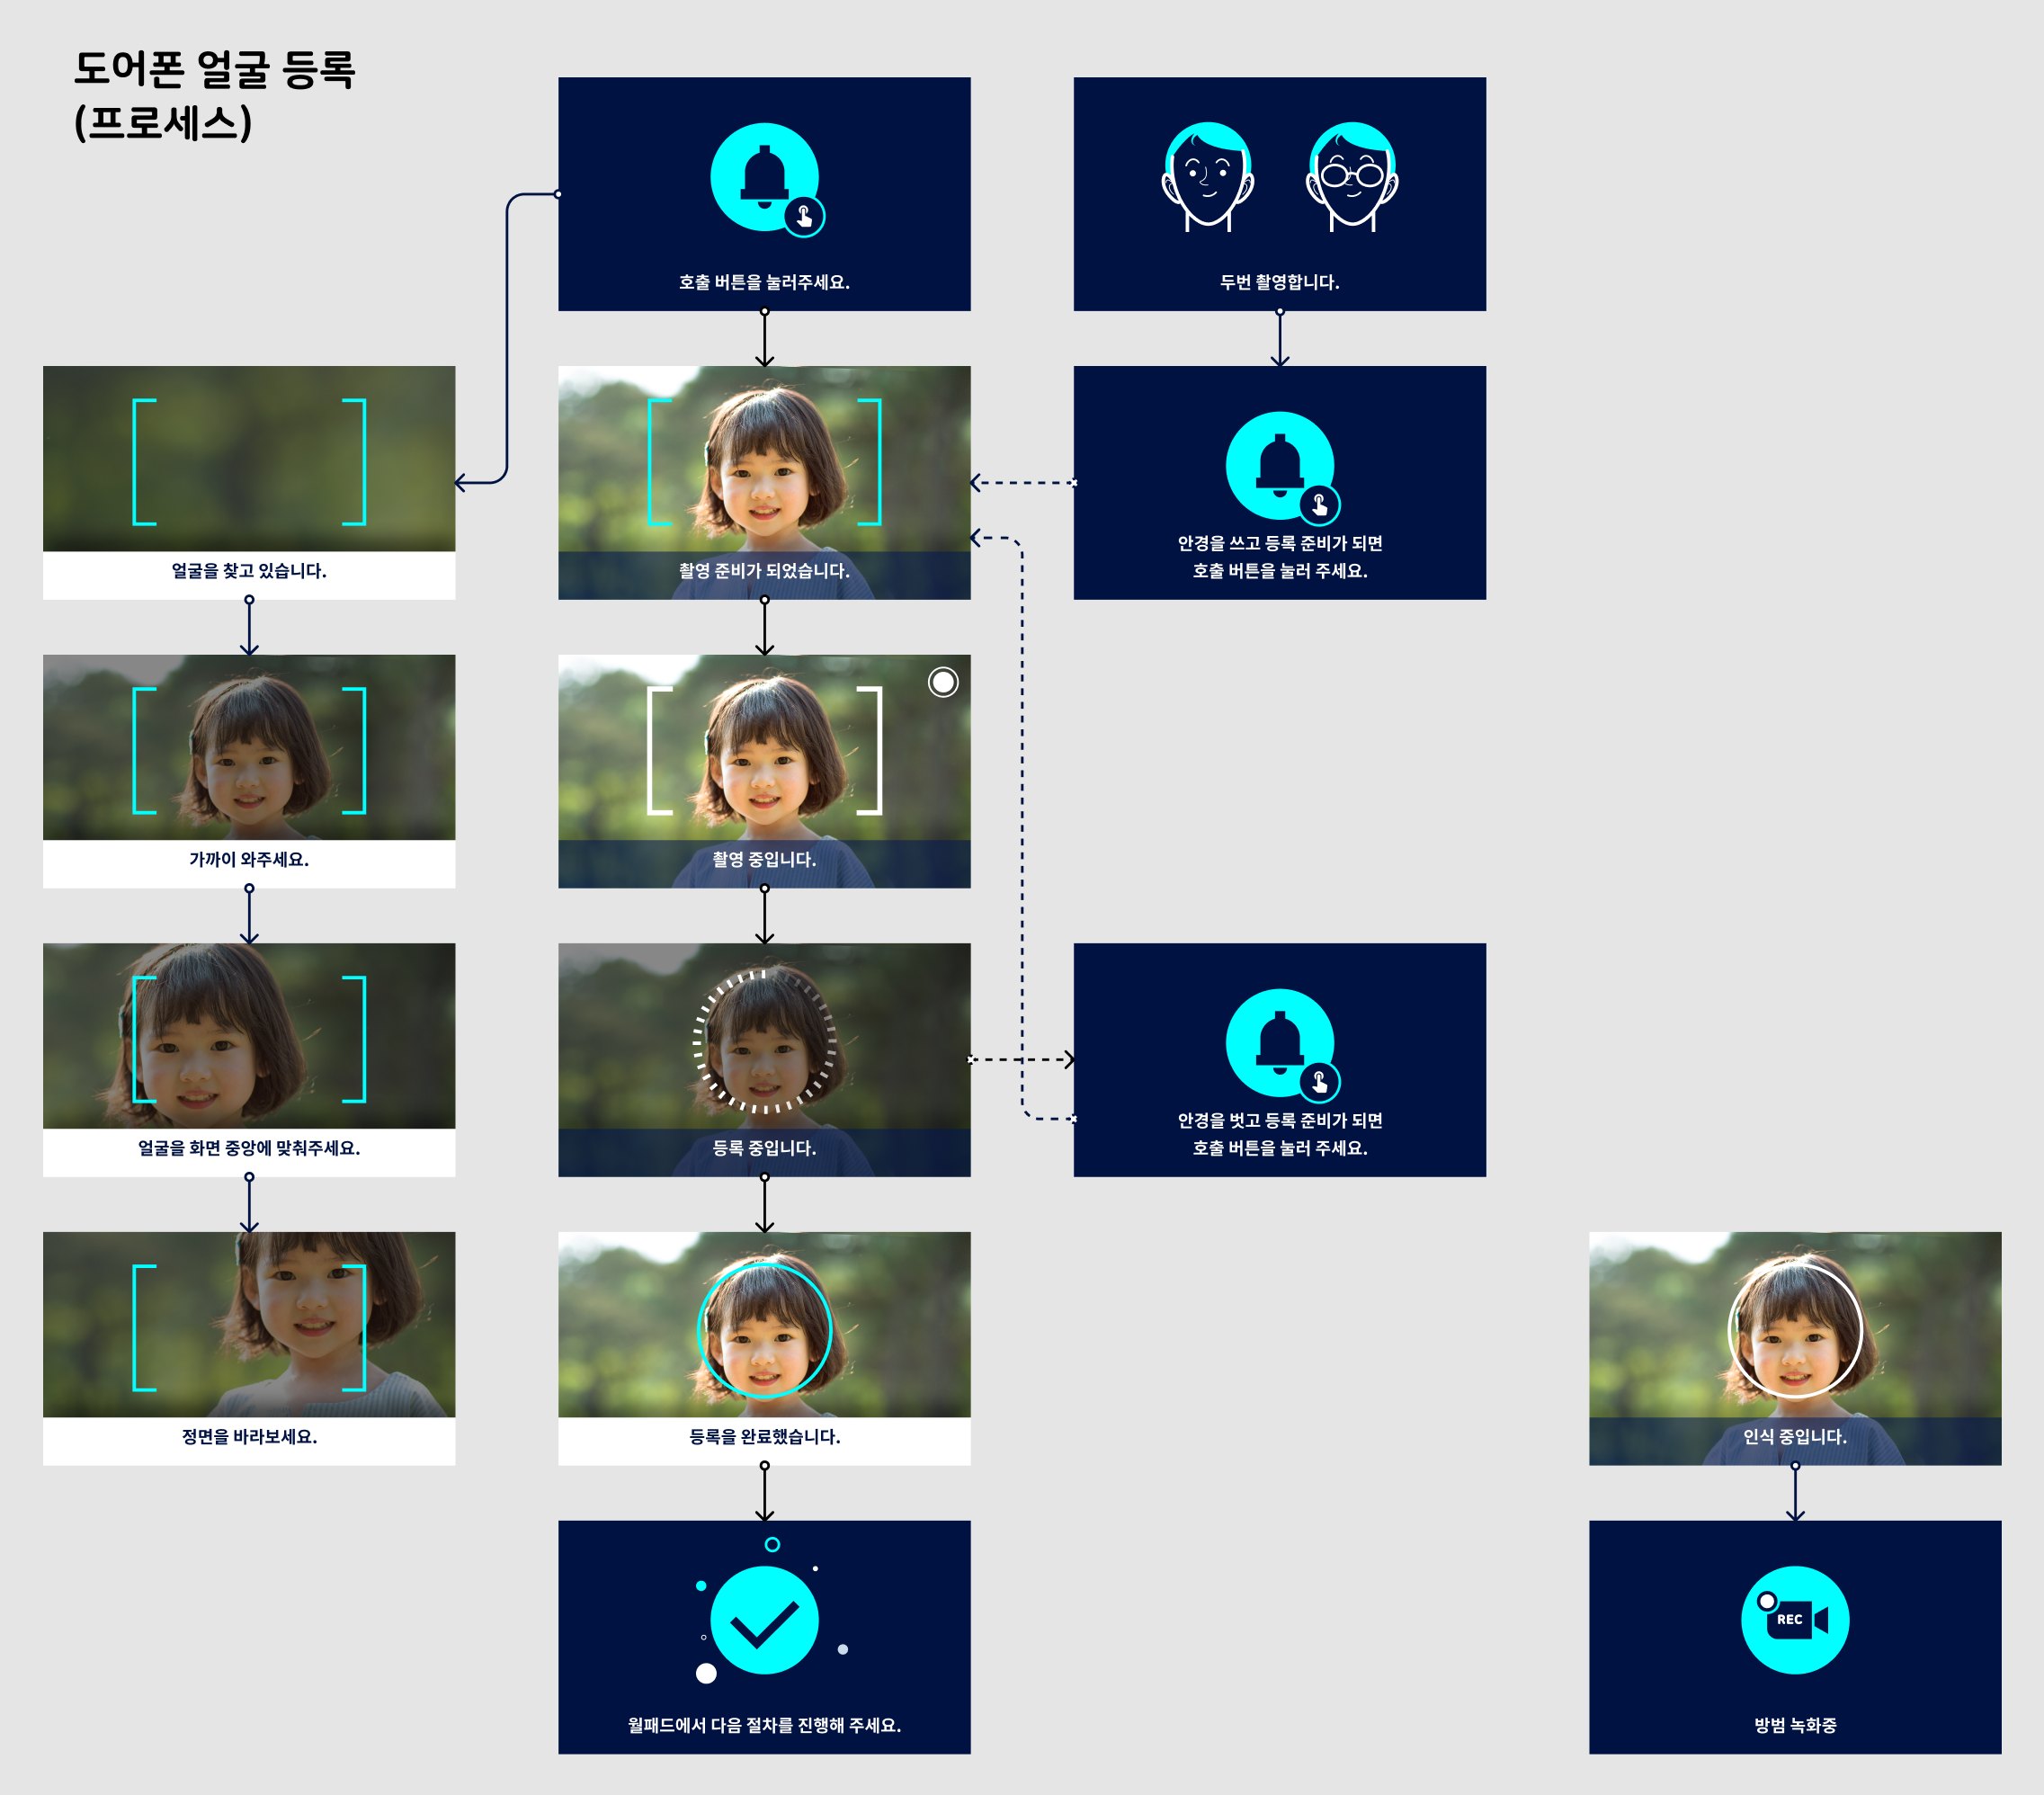 도어폰 얼굴 등록
(프로세스)
호출 버튼을 눌러주세요.
두번 촬영합니다.
얼굴을 찾고 있습니다.
촬영 준비가 되었습니다.
안경을 쓰고 등록 준비가 되면
호출 버튼을 눌러 주세요.
가까이 와주세요.
촬영 중입니다.
얼굴을 화면 중앙에 맞춰주세요.
등록 중입니다.
안경을 벗고 등록 준비가 되면
호출 버튼을 눌러 주세요.
정면을 바라보세요.
등록을 완료했습니다.
인식 중입니다.
월패드에서 다음 절차를 진행해 주세요.
REC
방범 녹화중